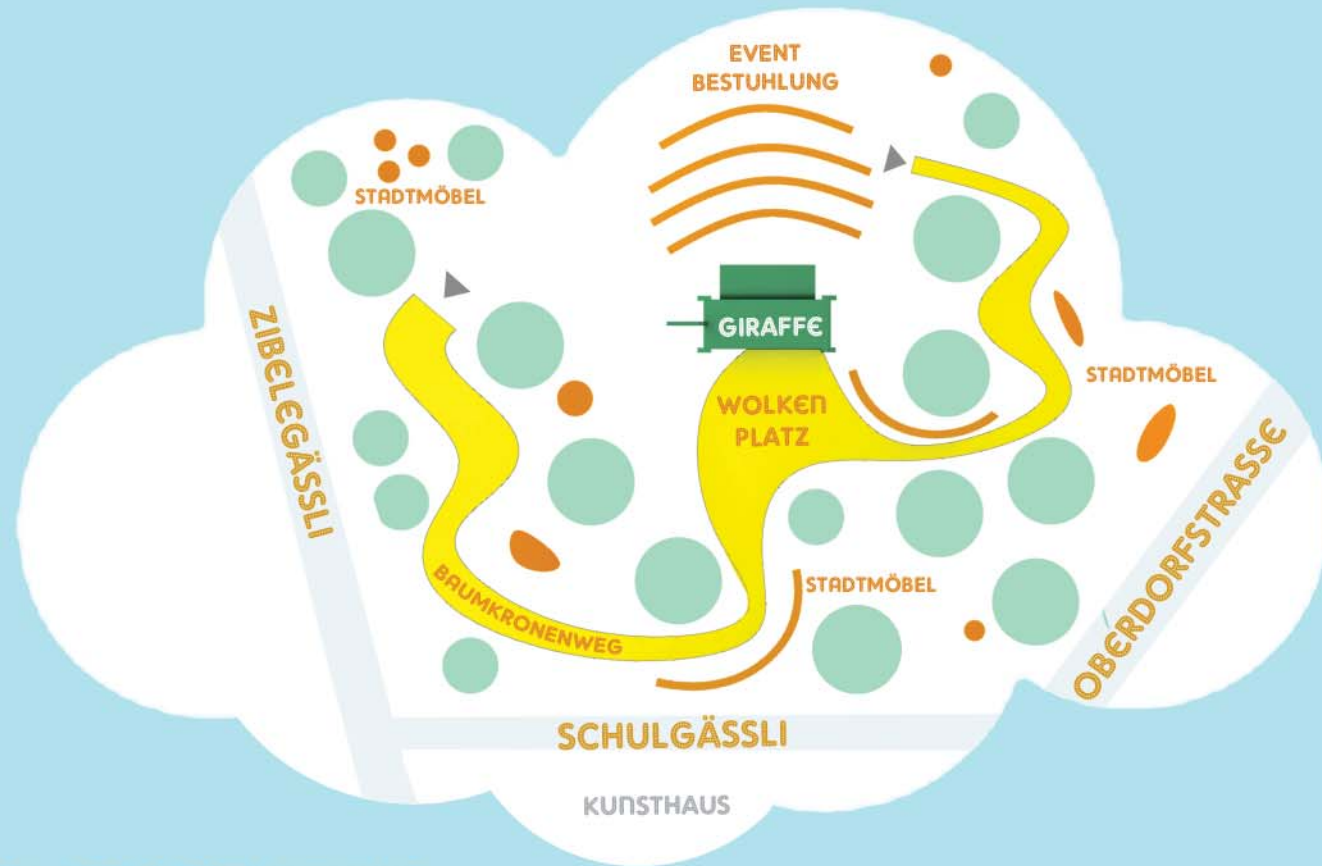 EVENT
BESTUHLUNG
STADTMÖBEL
ZIBELEGÄSSLI
GIRAFFE
WOLKEN
PLATZ
STADTMÖBEL
OBERDORFSTRASSE
BAUMKRONENWEG
STADTMÖBEL
SCHULGÄSSLI
KUNSTHAUS